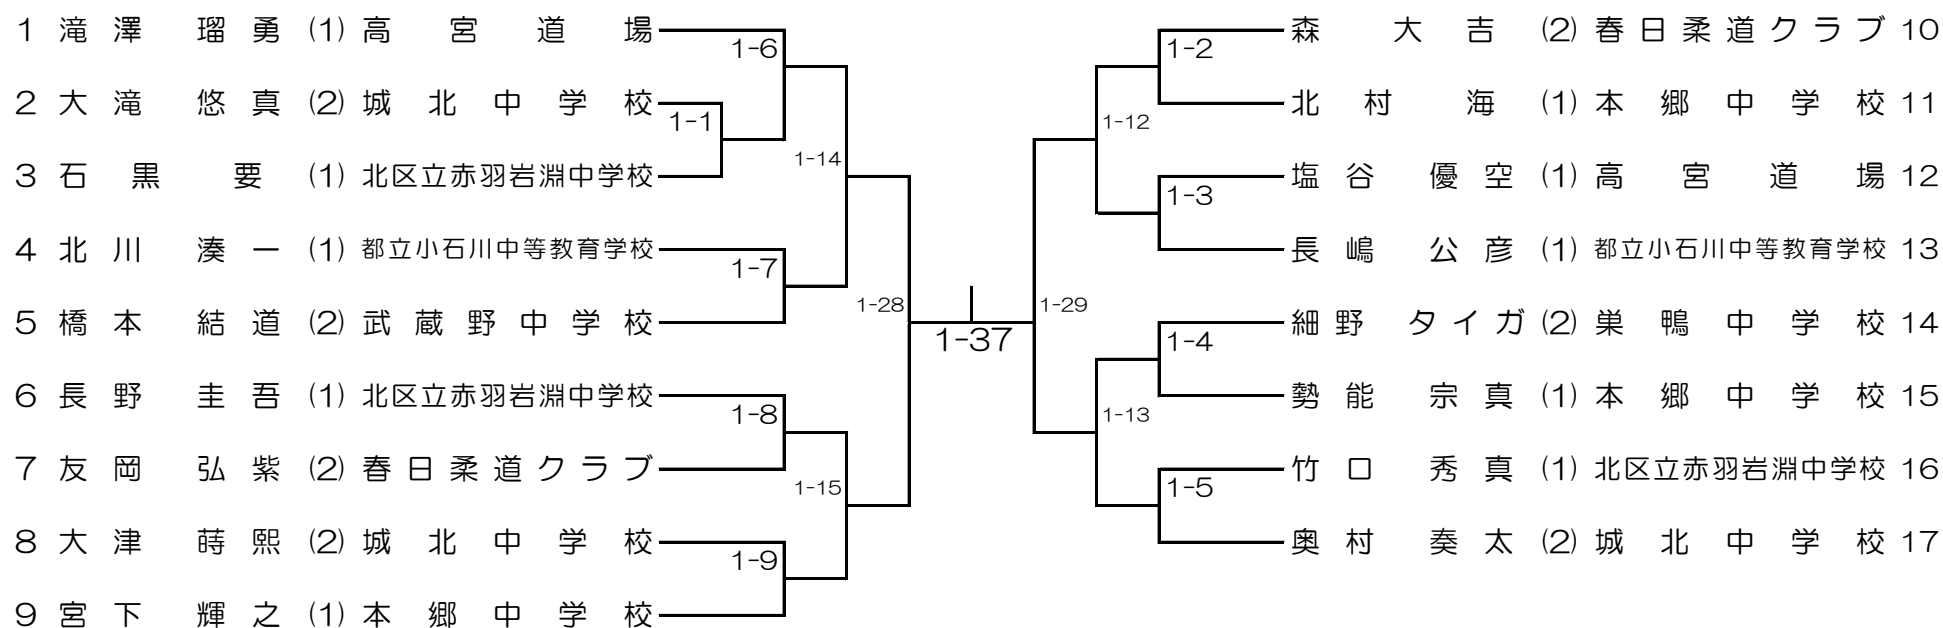 1 滝澤 瑠勇 (1) 高宮道場
1-6
2 大滝 悠真 (2) 城北中学校
1-1
3 石黒 要 (1) 北区立赤羽岩淵中学校
1-14
4 北川 湊一 (1) 都立小石川中等教育学校
1-7
5 橋本 結道 (2) 武蔵野中学校
1-28
6 長野 圭吾 (1) 北区立赤羽岩淵中学校
1-8
7 友岡 弘紫 (2) 春日柔道クラブ
1-15
8 大津 蒔熙 (2) 城北中学校
1-9
9 宮下 輝之 (1) 本郷中学校
1-37
森 大吉 (2) 春日柔道クラブ 10
1-2
北村 海 (1) 本郷中学校 11
1-12
塩谷 優空 (1) 高宮道場 12
1-3
長嶋 公彦 (1) 都立小石川中等教育学校 13
1-29
細野 タイガ (2) 巣鴨中学校 14
1-4
勢能 宗真 (1) 本郷中学校 15
1-13
竹口 秀真 (1) 北区立赤羽岩淵中学校 16
1-5
奥村 奏太 (2) 城北中学校 17